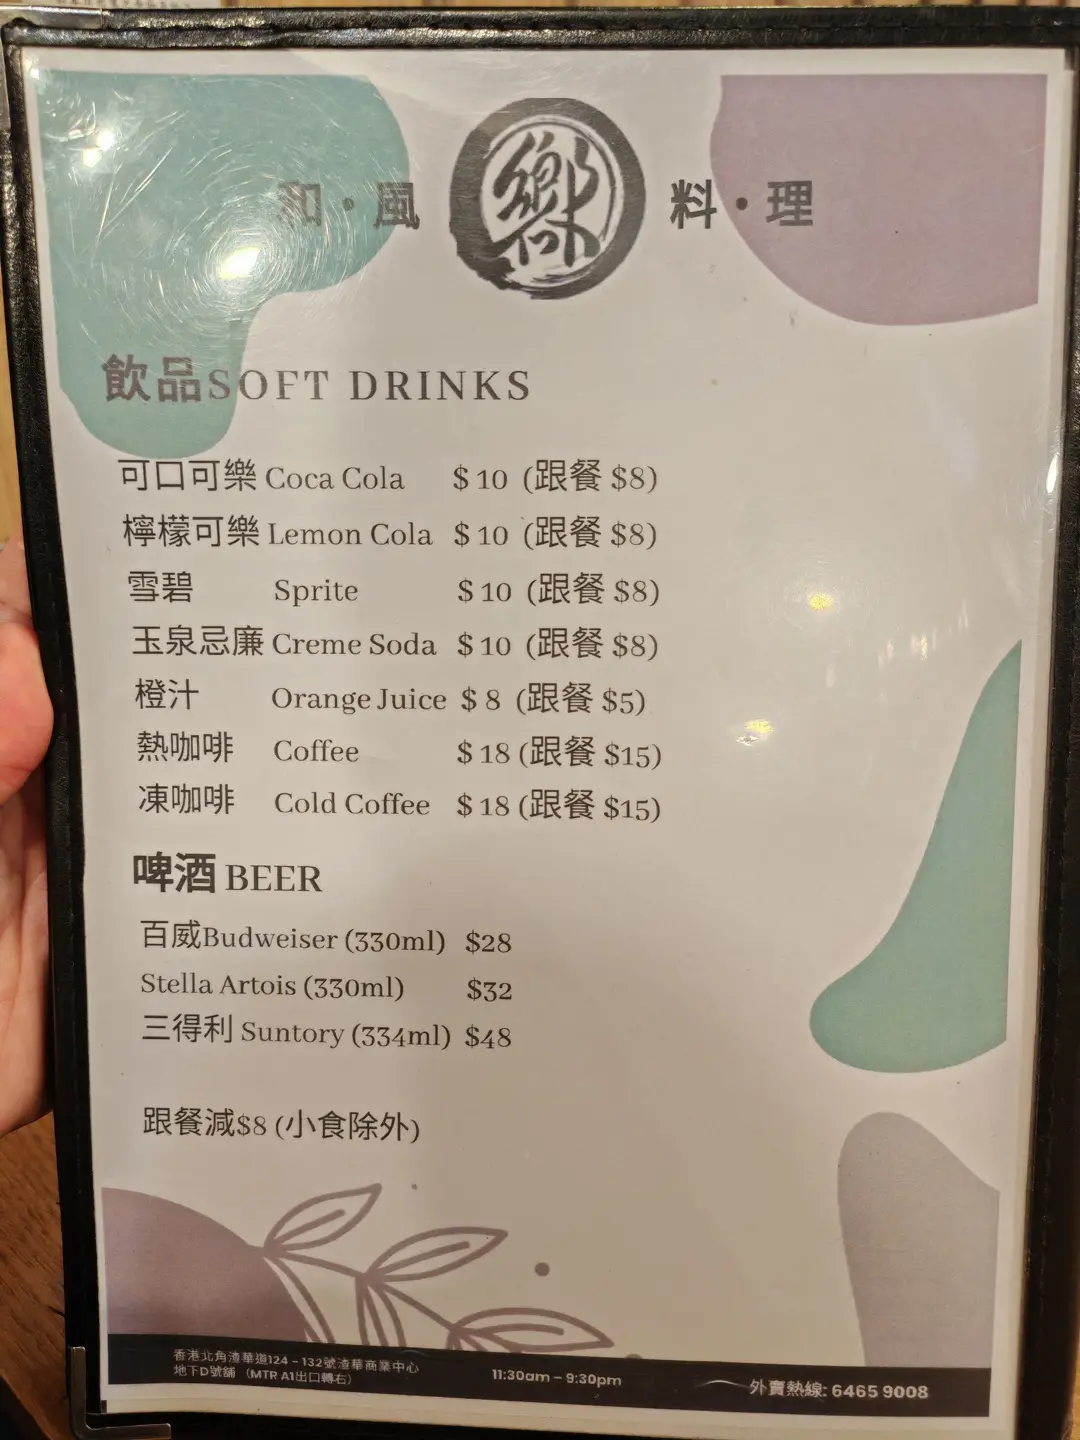 和·風 嚮 料·理
飲品SOFT DRINKS
可口可樂 Coca Cola $10 (跟餐 $8)
檸檬可樂 Lemon Cola $10 (跟餐 $8)
雪碧 Sprite $10 (跟餐 $8)
玉泉忌廉 Creme Soda $10 (跟餐 $8)
橙汁 Orange Juice $8 (跟餐 $5)
熱咖啡 Coffee $18 (跟餐 $15)
凍咖啡 Cold Coffee $18 (跟餐 $15)
啤酒 BEER
百威Budweiser (330ml) $28
Stella Artois (330ml) $32
三得利 Suntory (334ml) $48
跟餐減$8 (小食除外)
香港北角渣華道124-132號渣華商業中心
地下D號舖 (MTR A1出口轉右)
11:30am – 9:30pm
外賣熱線: 6465 9008